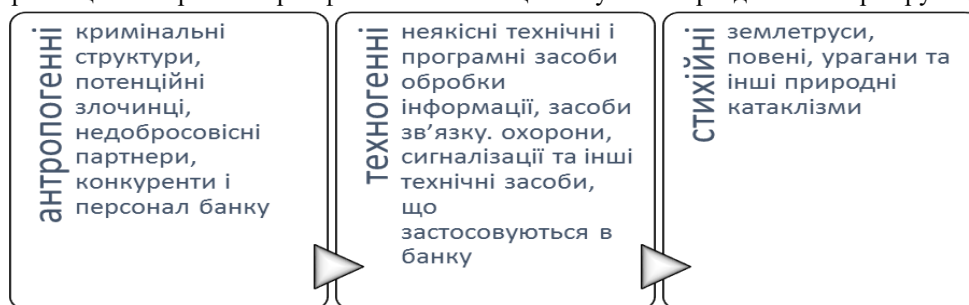 антропогенні
кримінальні
структури,
потенційні
злочинці,
недобросовісні
партнери,
конкуренти і
персонал банку
техногенні
неякісні технічні і
програмні засоби
обробки
інформації, засоби
зв’язку. охорони,
сигналізації та інші
технічні засоби,
що
застосовуються в
банку
стихійні
землетруси,
повені, урагани та
інші природні
катаклізми